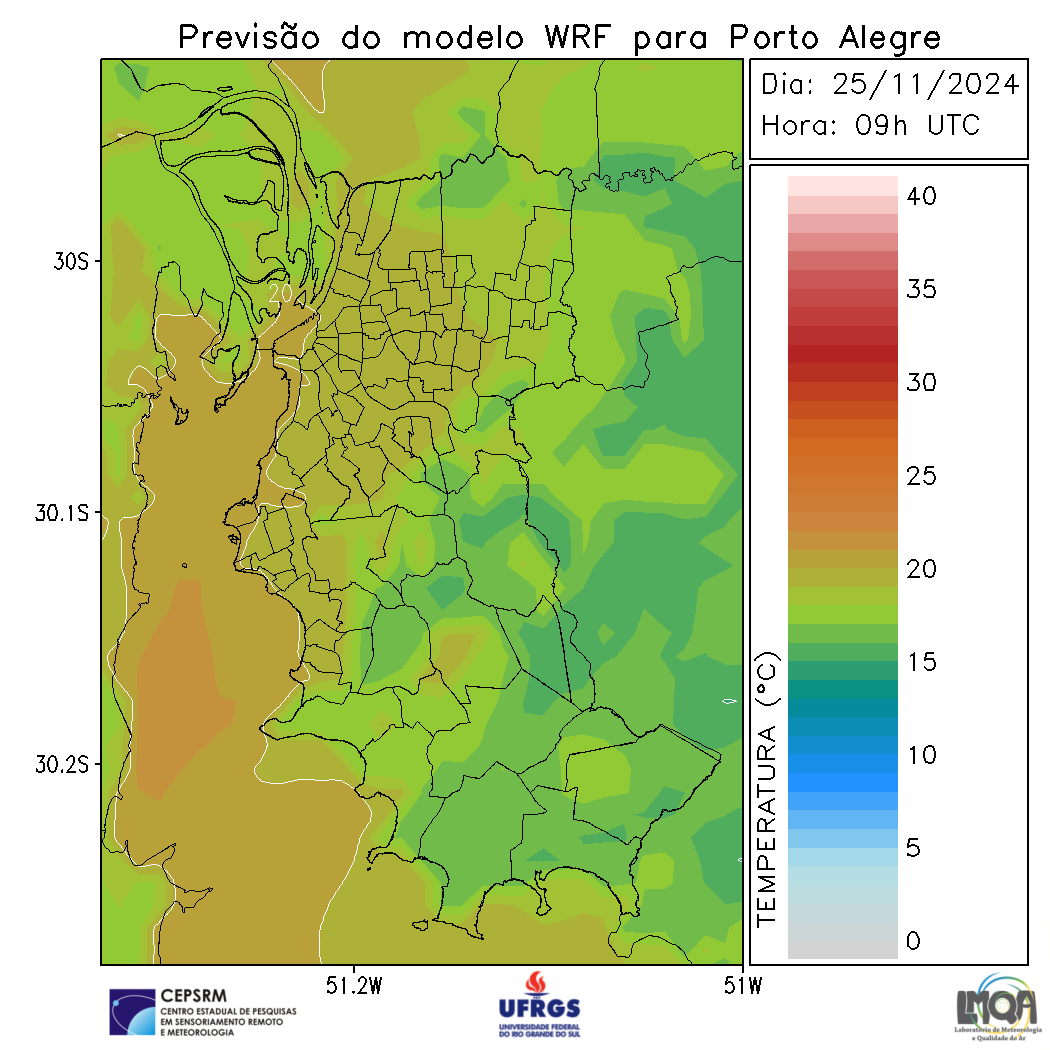 Previsão do modelo WRF para Porto Alegre
Dia: 25/11/2024
Hora: 09h UTC
40
35
30
25
20
15
10
5
0
TEMPERATURA (°C)
20
30S
30.1S
30.2S
51.2W
51W
CEPSRM
CENTRO ESTADUAL DE PESQUISAS
EM SENSORIAMENTO REMOTO
E METEOROLOGIA
UFRGS
UNIVERSIDADE FEDERAL
DO RIO GRANDE DO SUL
LMQA
Laboratório de Meteorologia
e Qualidade do Ar